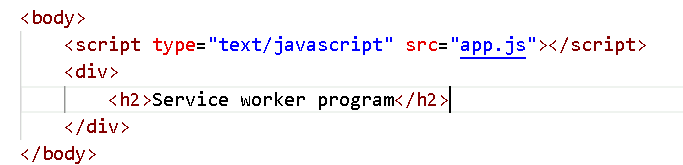 <body>
<script type="text/javascript" src="app.js"></script>
<div>
<h2>Service worker program</h2>
</div>
</body>